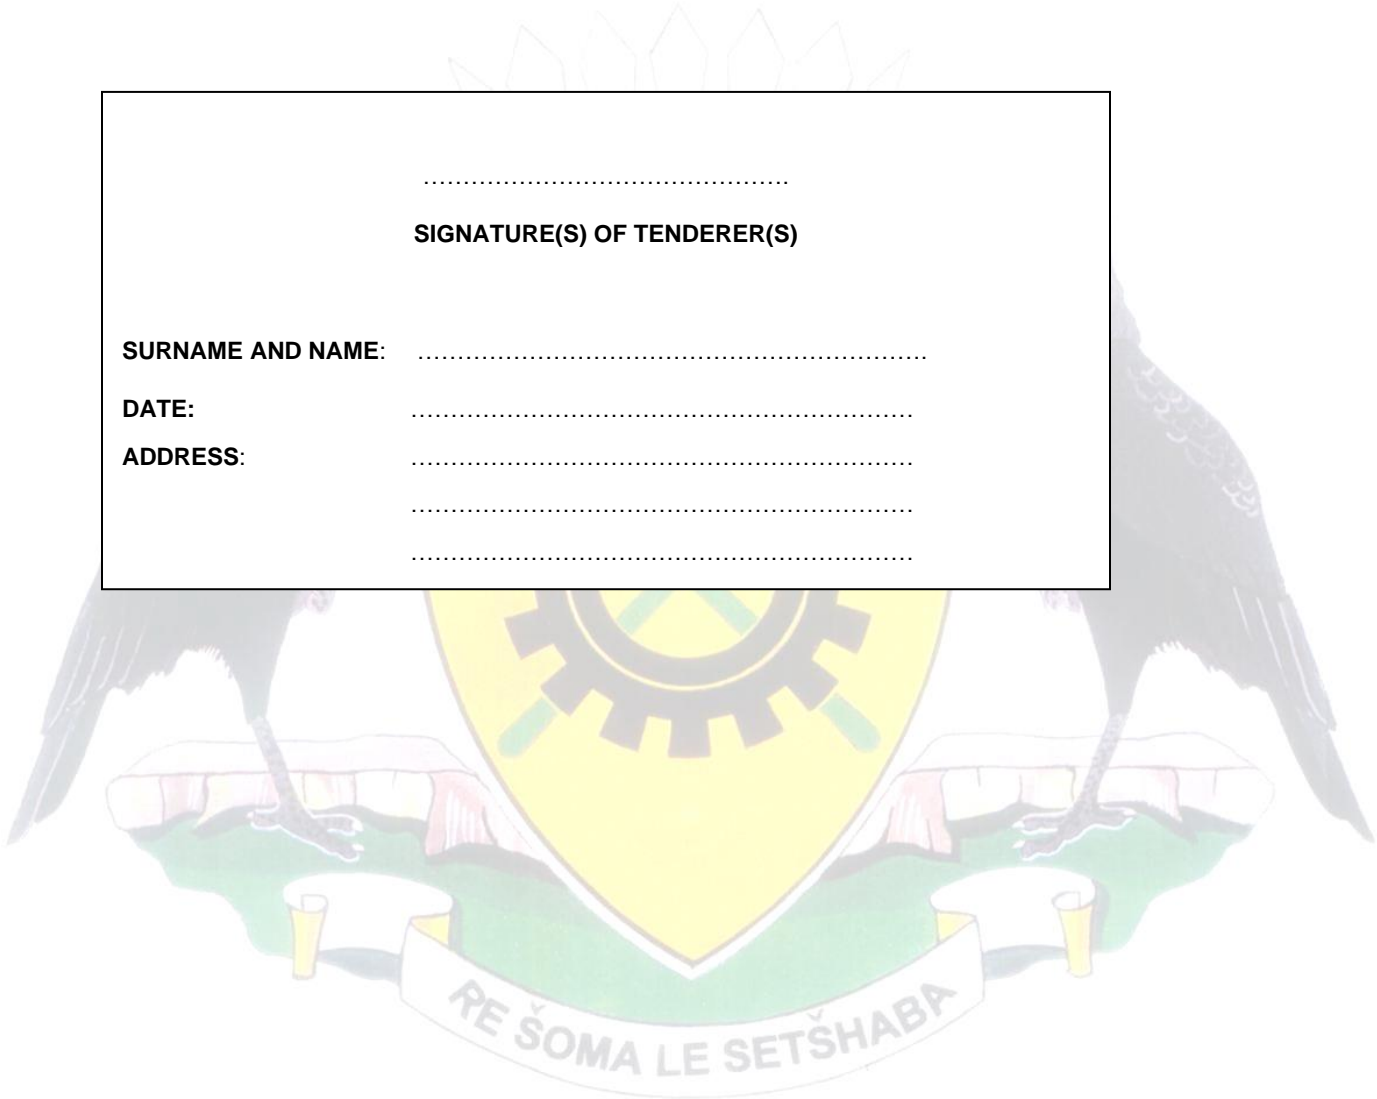 ………………………………………
SIGNATURE(S) OF TENDERER(S)
SURNAME AND NAME: ……………………………………………………….
DATE: ………………………………………………………
ADDRESS: ………………………………………………………
………………………………………………………
………………………………………………………
RE ŠOMA LE SETŠHABA